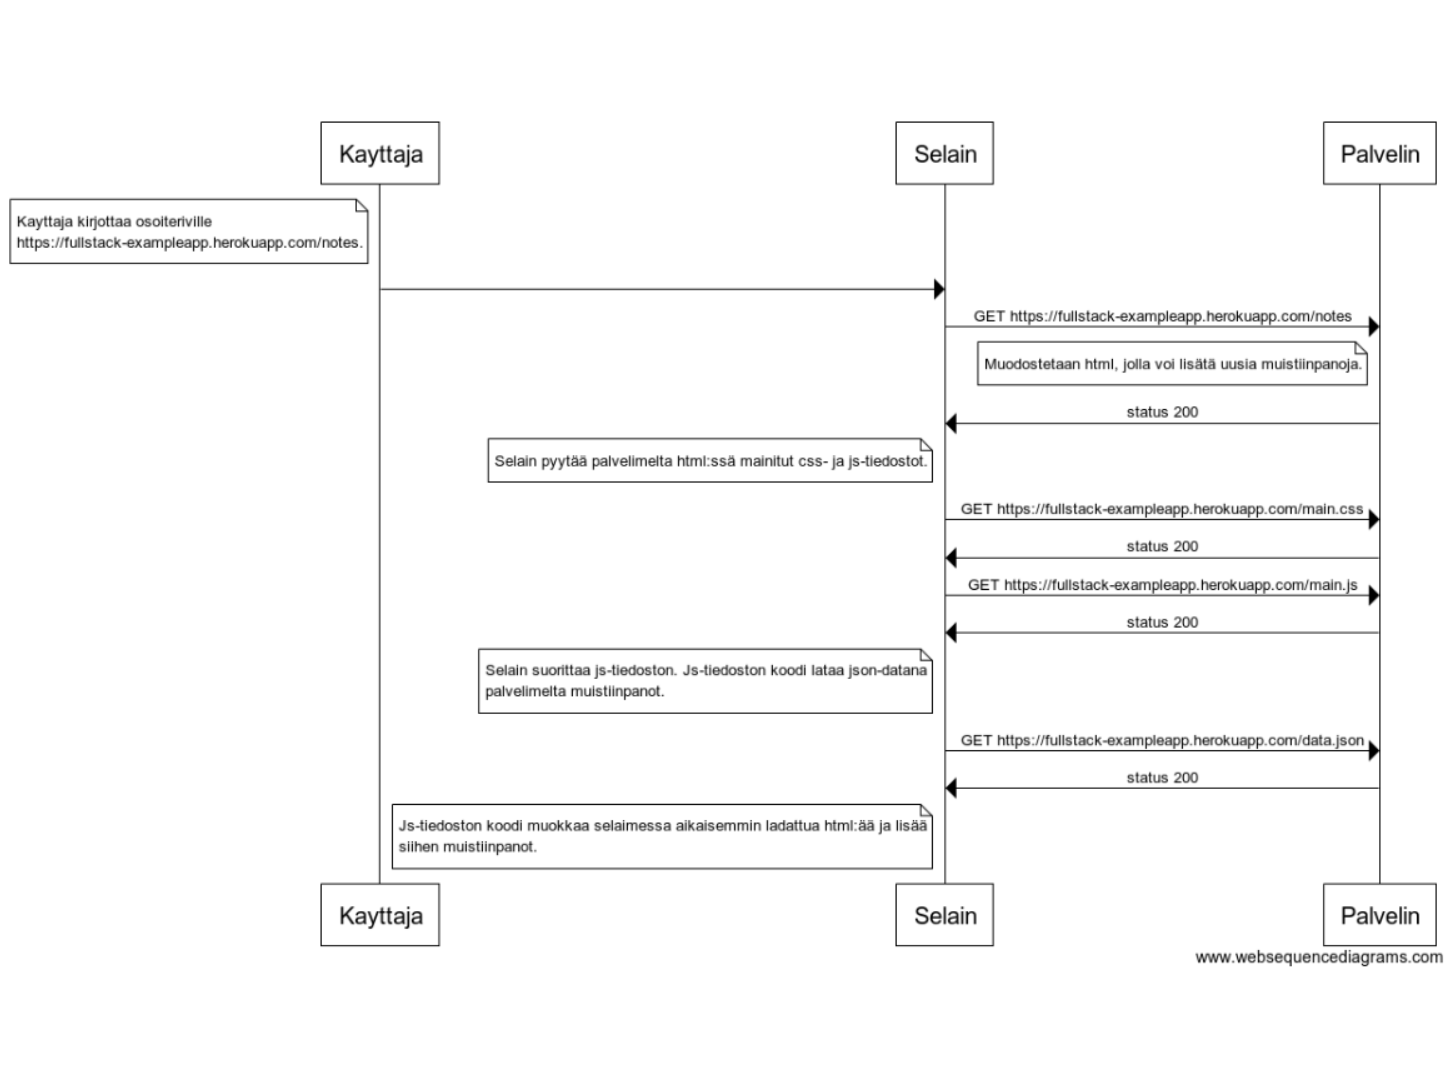 Kayttaja
Selain
Palvelin
Kayttaja kirjottaa osoiteriville
https://fullstack-exampleapp.herokuapp.com/notes.
GET https://fullstack-exampleapp.herokuapp.com/notes
Muodostetaan html, jolla voi lisätä uusia muistiinpanoja.
status 200
Selain pyytää palvelimelta html:ssä mainitut css- ja js-tiedostot.
GET https://fullstack-exampleapp.herokuapp.com/main.css
status 200
GET https://fullstack-exampleapp.herokuapp.com/main.js
status 200
Selain suorittaa js-tiedoston. Js-tiedoston koodi lataa json-datana
palvelimelta muistiinpanot.
GET https://fullstack-exampleapp.herokuapp.com/data.json
status 200
Js-tiedoston koodi muokkaa selaimessa aikaisemmin ladattua html:ää ja lisää
siihen muistiinpanot.
Kayttaja
Selain
Palvelin
www.websequencediagrams.com